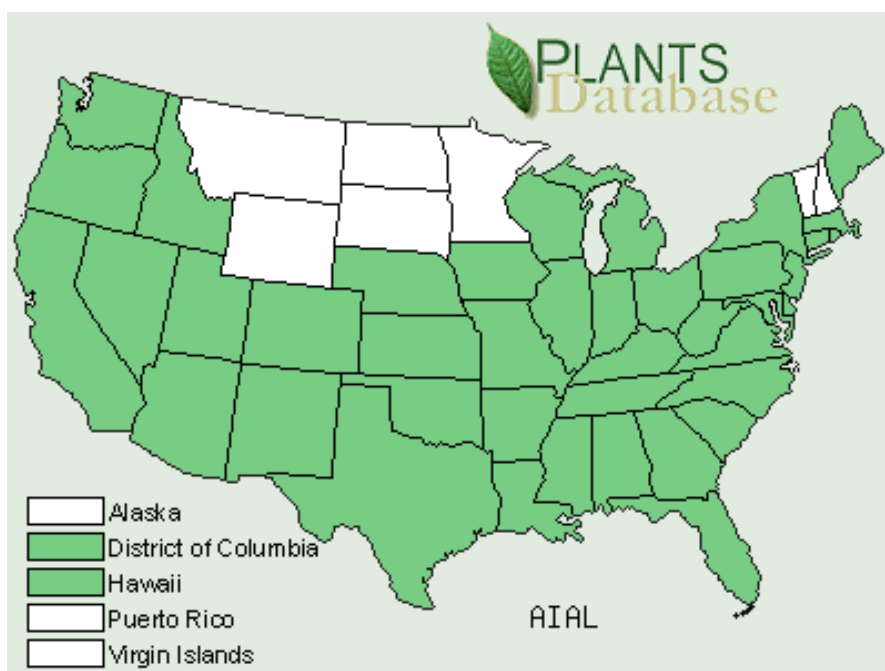 PLANTS
Database
Alaska
District of Columbia
Hawaii
Puerto Rico
Virgin Islands
AIAL